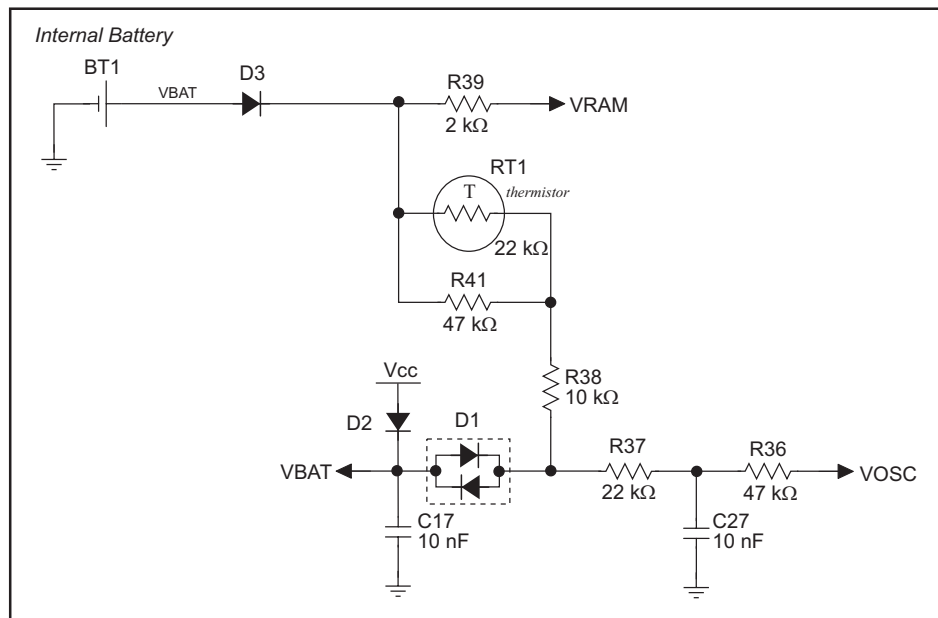 Internal Battery
BT1
VBAT
D3
R39
2 kΩ
VRAM
RT1
T
thermistor
22 kΩ
R41
47 kΩ
R38
10 kΩ
Vcc
D2
D1
VBAT
R37
22 kΩ
R36
47 kΩ
VOSC
C17
10 nF
C27
10 nF